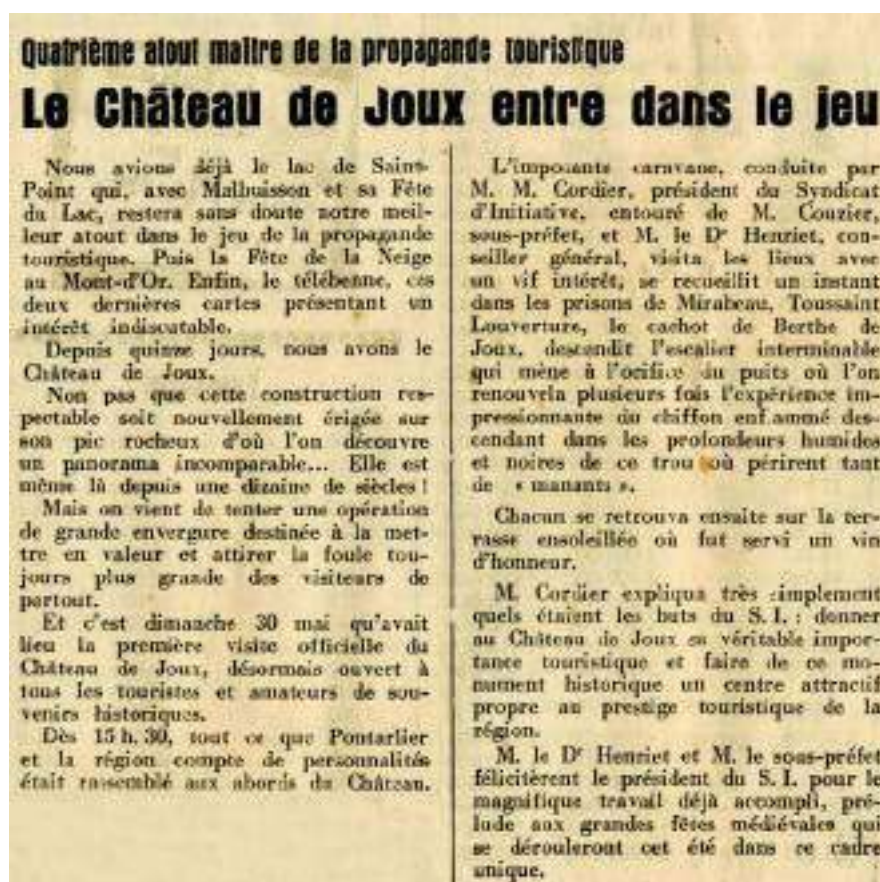 Quatrième atout maître de la propagande touristique
Le Château de Joux entre dans le jeu
Nous avions déjà le lac de Saint-
Point qui, avec Malbuisson et sa Fête
du Lac, restera sans doute notre meil-
leur atout dans le jeu de la propagande
touristique. Puis la Fête de la Neige
au Mont-d'Or. Enfin, le télébenne, ces
deux dernières cartes présentant un
intérêt indiscutable.
Depuis quinze jours, nous avons le
Château de Joux.
Non pas que cette construction res-
pectable soit nouvellement érigée sur
son pic rocheux d'où l'on découvre
un panorama incomparable... Elle est
même là depuis une dizaine de siècles !
Mais on vient de tenter une opération
de grande envergure destinée à la met-
tre en valeur et attirer la foule tou-
jours plus grande des visiteurs de
partout.
Et c'est dimanche 30 mai qu'avait
lieu la première visite officielle du
Château de Joux, désormais ouvert à
tous les touristes et amateurs de sou-
venirs historiques.
Dès 15 h. 30, tout ce que Pontarlier
et la région compte de personnalités
était rassemblé aux abords du Château.
L'imposante caravane, conduite par
M. M. Cordier, président du Syndicat
d'Initiative, entouré de M. Couzier,
sous-préfet, et M. le Dr Henriet, con-
seiller général, visita les lieux avec
un vif intérêt, se recueillit un instant
dans les prisons de Mirabeau, Toussaint
Louverture, le cachot de Berthe de
Joux, descendit l'escalier interminable
qui mène à l'orifice du puits où l'on
renouvela plusieurs fois l'expérience im-
pressionnante du chiffon enflammé des-
cendant dans les profondeurs humides
et noires de ce trou où périrent tant
de « manants ».
Chacun se retrouva ensuite sur la ter-
rasse ensoleillée où fut servi un vin
d'honneur.
M. Cordier expliqua très simplement
quels étaient les buts du S. I. : donner
au Château de Joux sa véritable impor-
tance touristique et faire de ce mo-
nument historique un centre attractif
propre au prestige touristique de la
région.
M. le Dr Henriet et M. le sous-préfet
félicitèrent le président du S. I. pour le
magnifique travail déjà accompli, pré-
lude aux grandes fêtes médiévales qui
se dérouleront cet été dans ce cadre
unique.